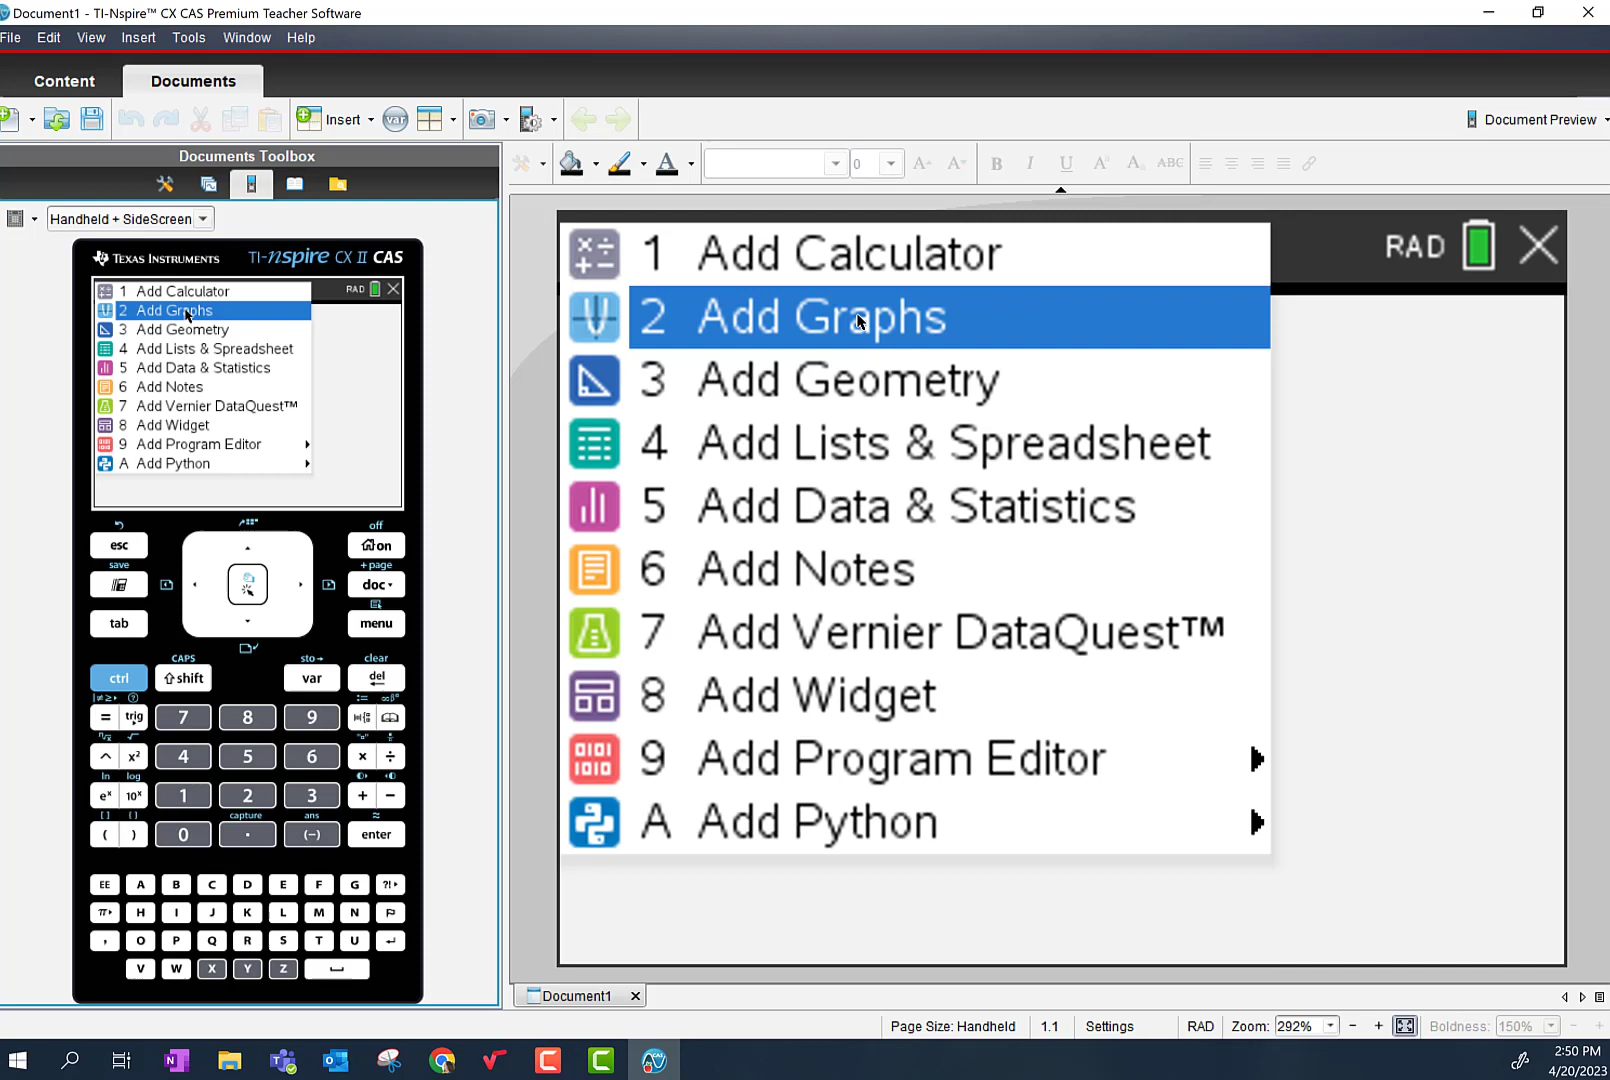 Document1 - TI-Nspire™ CX CAS Premium Teacher Software
File Edit View Insert Tools Window Help
Content Documents
Insert var Document Preview
Documents Toolbox
0 A A A B I U A A ABC
Handheld + SideScreen
TEXAS INSTRUMENTS TI-nspire CX II CAS
RAD
1 Add Calculator
2 Add Graphs
3 Add Geometry
4 Add Lists & Spreadsheet
5 Add Data & Statistics
6 Add Notes
7 Add Vernier DataQuest™
8 Add Widget
9 Add Program Editor
A Add Python
off
esc on
save + page
doc
tab menu
CAPS sto→ clear
ctrl shift var del
= trig 7 8 9
^ x² 4 5 6 × ÷
ln log
eˣ 10ˣ 1 2 3 + −
[ ] { } capture ans ≈
( ) 0 . (−) enter
EE A B C D E F G ?!
π H I J K L M N
, O P Q R S T U
V W X Y Z
RAD
1 Add Calculator
2 Add Graphs
3 Add Geometry
4 Add Lists & Spreadsheet
5 Add Data & Statistics
6 Add Notes
7 Add Vernier DataQuest™
8 Add Widget
9 Add Program Editor
A Add Python
Document1
Page Size: Handheld 1.1 Settings RAD Zoom: 292% − + Boldness: 150% − +
2:50 PM
4/20/2023